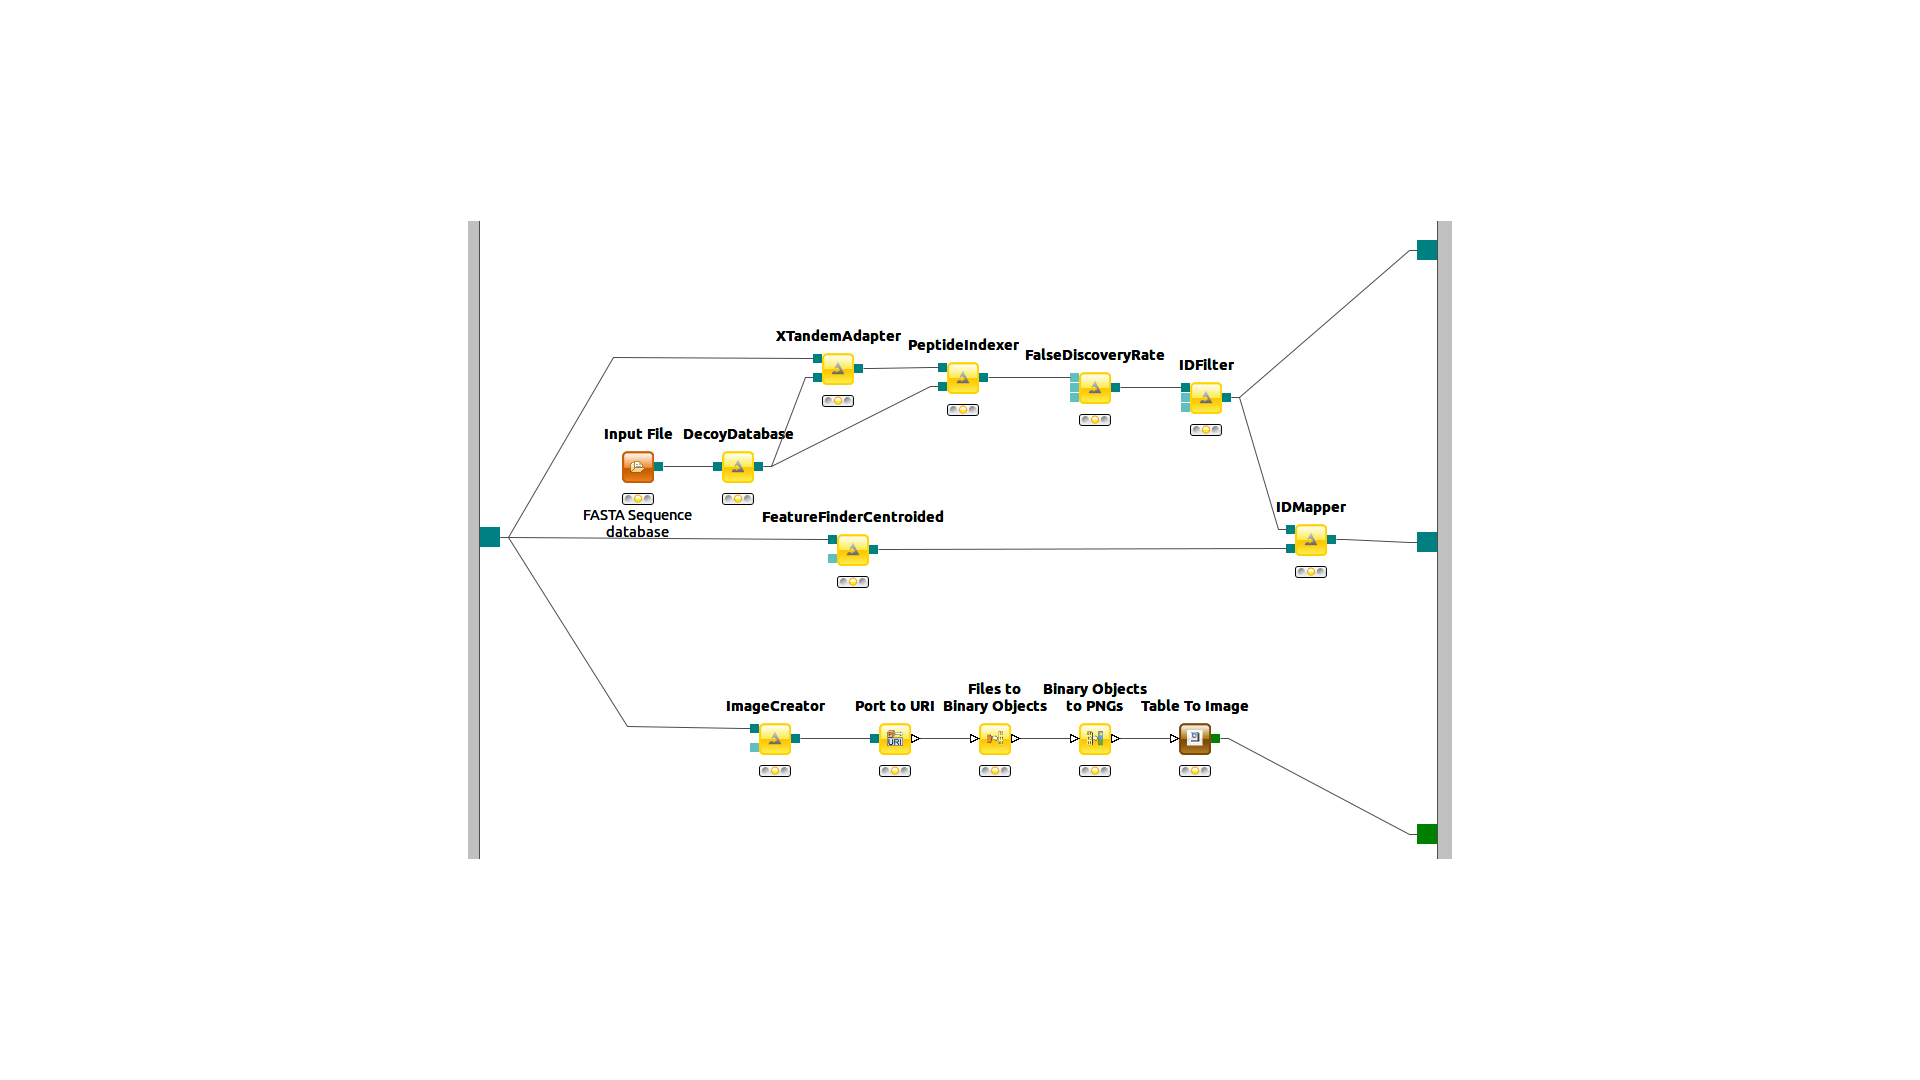 XTandemAdapter
PeptideIndexer
FalseDiscoveryRate
IDFilter
Input File
DecoyDatabase
FASTA Sequence
database
FeatureFinderCentroided
IDMapper
ImageCreator
Port to URI
Files to
Binary Objects
Binary Objects
to PNGs
Table To Image
URI